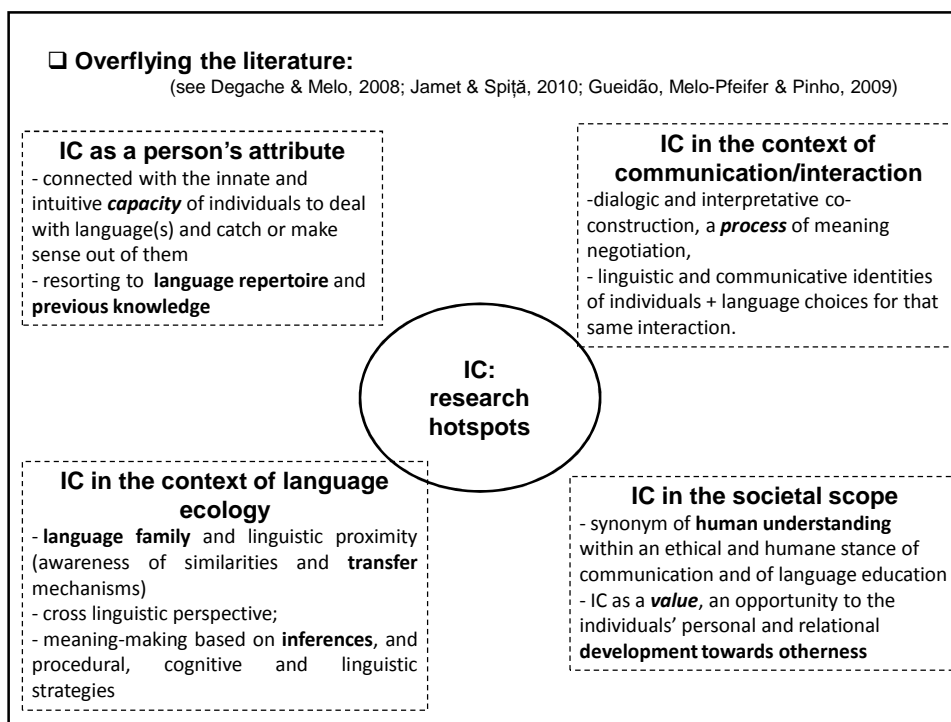 ❑ Overflying the literature:
(see Degache & Melo, 2008; Jamet & Spiță, 2010; Gueidão, Melo-Pfeifer & Pinho, 2009)
IC as a person's attribute
- connected with the innate and
intuitive capacity of individuals to deal
with language(s) and catch or make
sense out of them
- resorting to language repertoire and
previous knowledge
IC in the context of
communication/interaction
-dialogic and interpretative co-
construction, a process of meaning
negotiation,
- linguistic and communicative identities
of individuals + language choices for that
same interaction.
IC:
research
hotspots
IC in the context of language
ecology
- language family and linguistic proximity
(awareness of similarities and transfer
mechanisms)
- cross linguistic perspective;
- meaning-making based on inferences, and
procedural, cognitive and linguistic
strategies
IC in the societal scope
- synonym of human understanding
within an ethical and humane stance of
communication and of language education
- IC as a value, an opportunity to the
individuals' personal and relational
development towards otherness